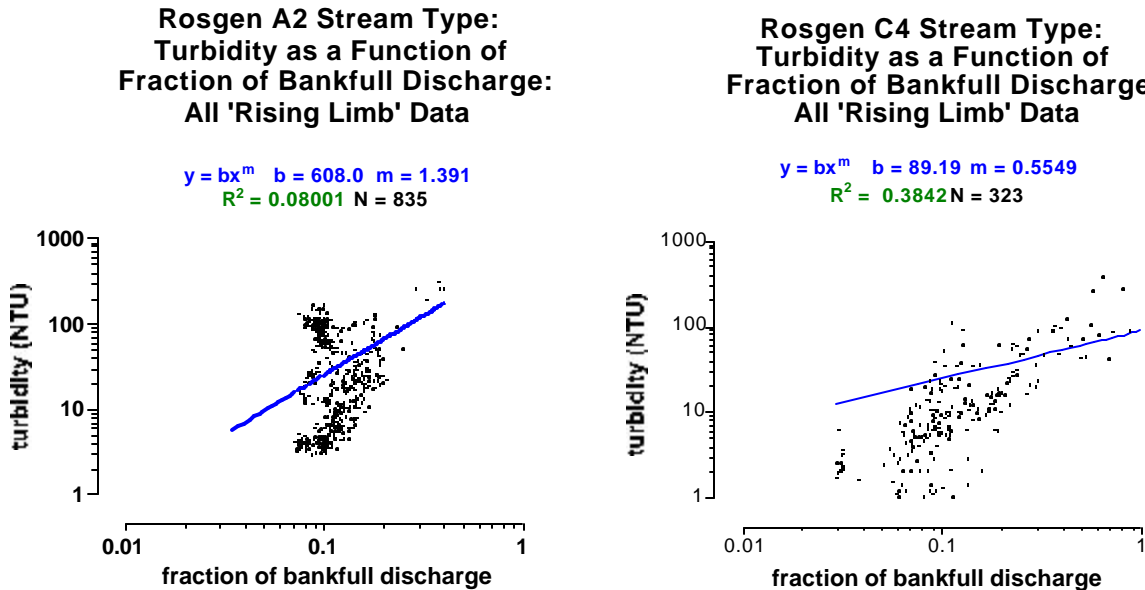 Rosgen A2 Stream Type:
Turbidity as a Function of
Fraction of Bankfull Discharge:
All 'Rising Limb' Data
y = bx^m b = 608.0 m = 1.391
R² = 0.08001 N = 835
1000
100
10
1
turbidity (NTU)
0.01
0.1
1
fraction of bankfull discharge
Rosgen C4 Stream Type:
Turbidity as a Function of
Fraction of Bankfull Discharge
All 'Rising Limb' Data
y = bx^m b = 89.19 m = 0.5549
R² = 0.3842 N = 323
1000
100
10
1
turbidity (NTU)
0.01
0.1
1
fraction of bankfull discharge